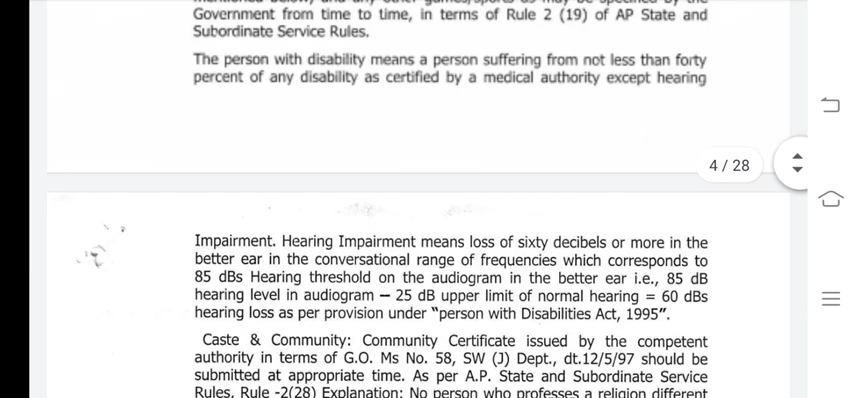 Government from time to time, in terms of Rule 2 (19) of AP State and
Subordinate Service Rules.
The person with disability means a person suffering from not less than forty
percent of any disability as certified by a medical authority except hearing
4 / 28
Impairment. Hearing Impairment means loss of sixty decibels or more in the
better ear in the conversational range of frequencies which corresponds to
85 dBs Hearing threshold on the audiogram in the better ear i.e., 85 dB
hearing level in audiogram – 25 dB upper limit of normal hearing = 60 dBs
hearing loss as per provision under "person with Disabilities Act, 1995".
Caste & Community: Community Certificate issued by the competent
authority in terms of G.O. Ms No. 58, SW (J) Dept., dt.12/5/97 should be
submitted at appropriate time. As per A.P. State and Subordinate Service
Rules, Rule -2(28) Explanation: No person who professes a religion different